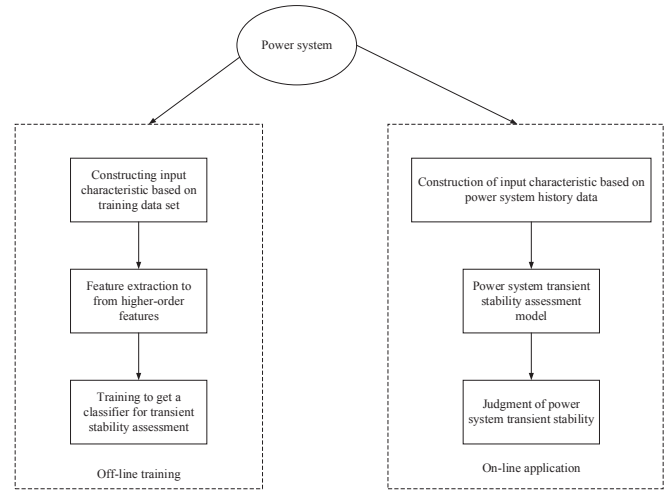 Power system
Constructing input
characteristic based on
training data set
Feature extraction to
from higher-order
features
Training to get a
classifier for transient
stability assessment
Off-line training
Construction of input characteristic based on
power system history data
Power system transient
stability assessment
model
Judgment of power
system transient stability
On-line application